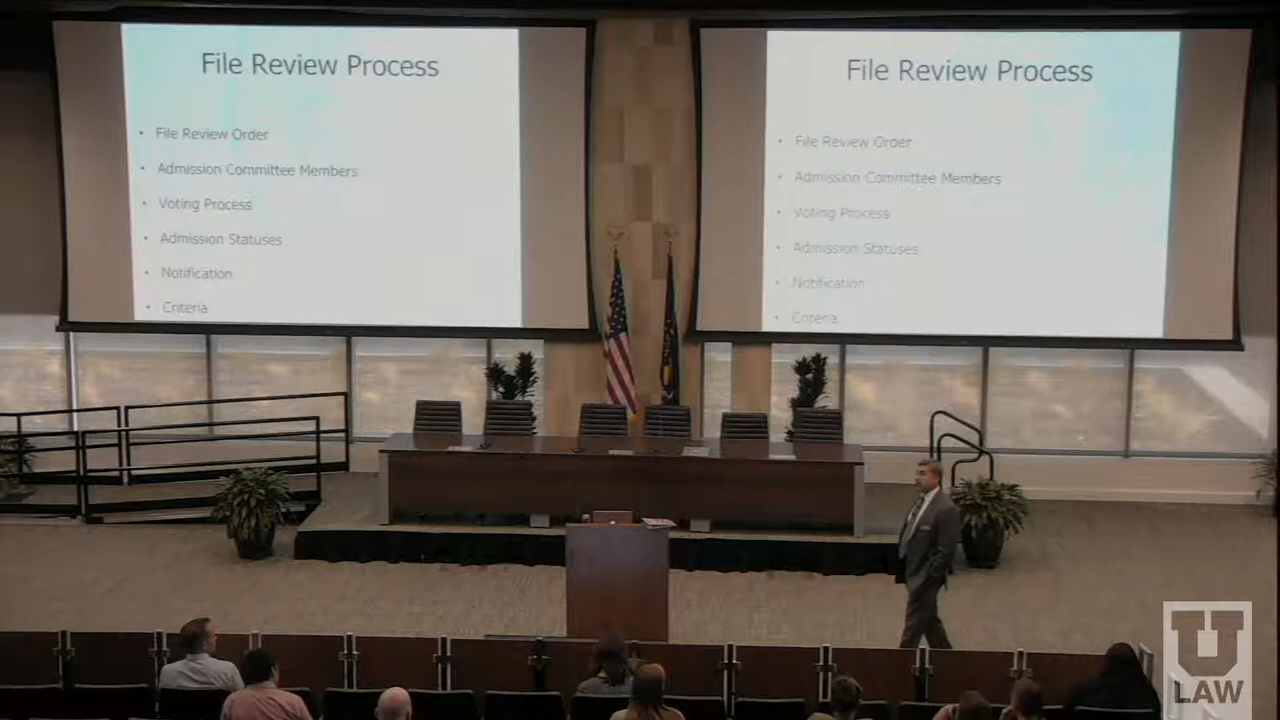 File Review Process
• File Review Order
• Admission Committee Members
• Voting Process
• Admission Statuses
• Notification
• Criteria
File Review Process
• File Review Order
• Admission Committee Members
• Voting Process
• Admission Statuses
• Notification
• Criteria
U
LAW